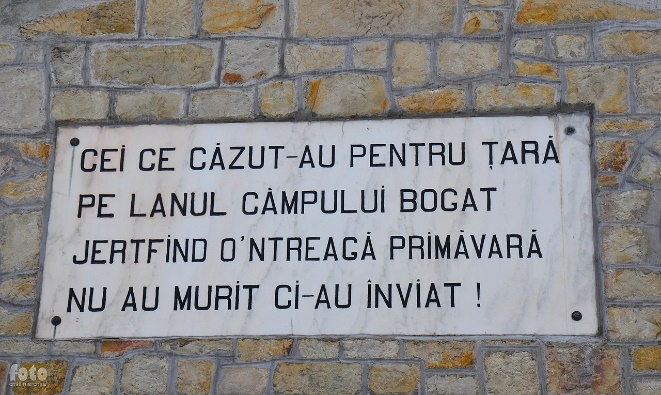 CEI CE CĂZUT-AU PENTRU ȚARĂ
PE LANUL CÂMPULUI BOGAT
JERTFIND O'NTREAGĂ PRIMĂVARĂ
NU AU MURIT CI-AU ÎNVIAT !
foto